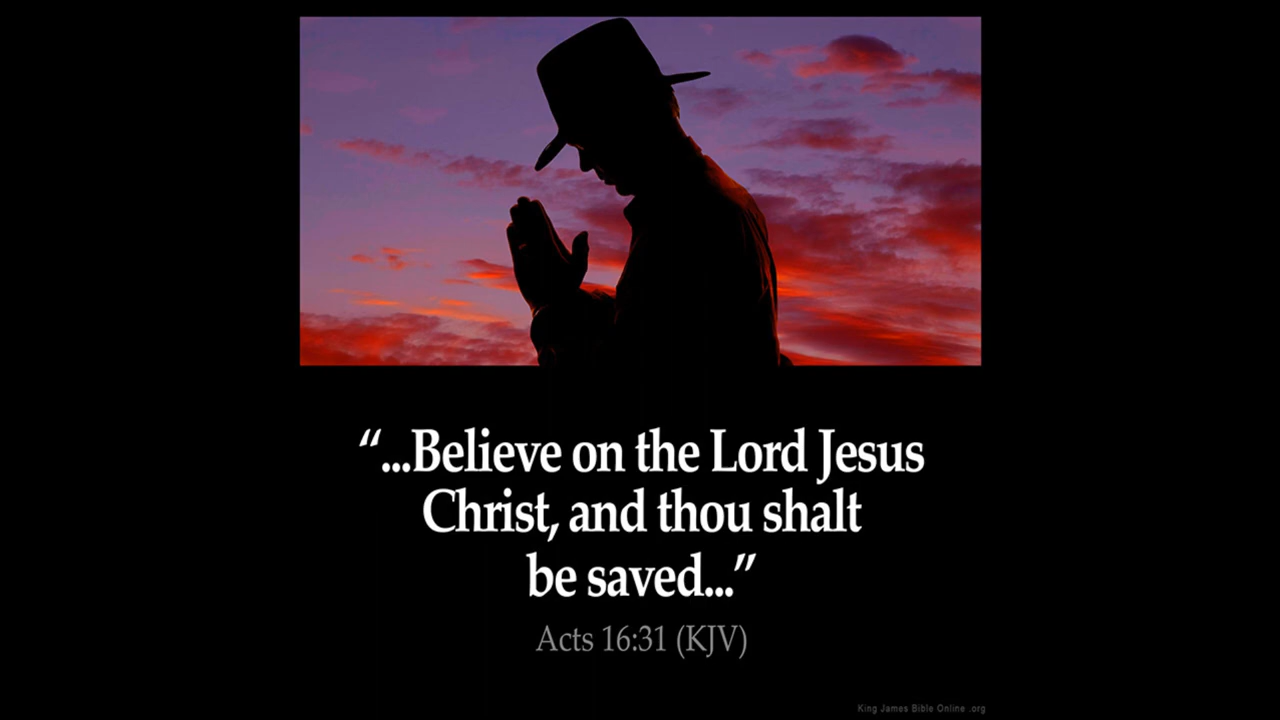 “...Believe on the Lord Jesus
Christ, and thou shalt
be saved...”
Acts 16:31 (KJV)
King James Bible Online .org